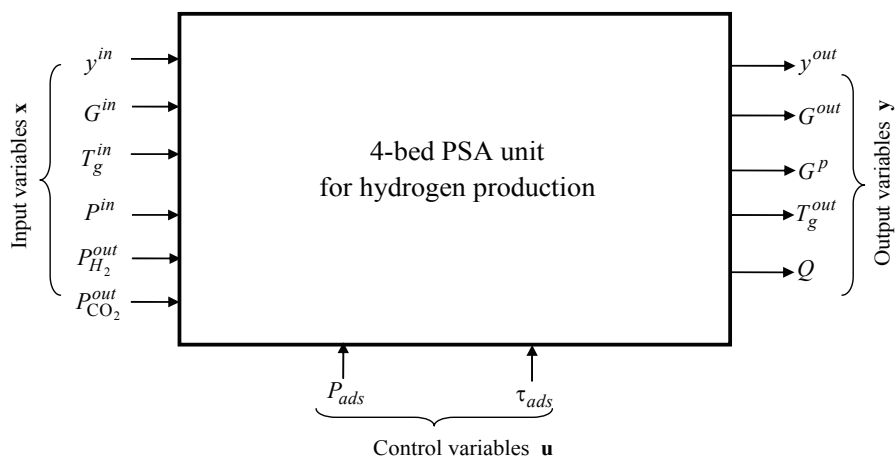 Input variables x
y^in
G^in
T_g^in
P^in
P_H2^out
P_CO2^out
4-bed PSA unit
for hydrogen production
y^out
G^out
G^p
T_g^out
Q
Output variables y
P_ads
τ_ads
Control variables u